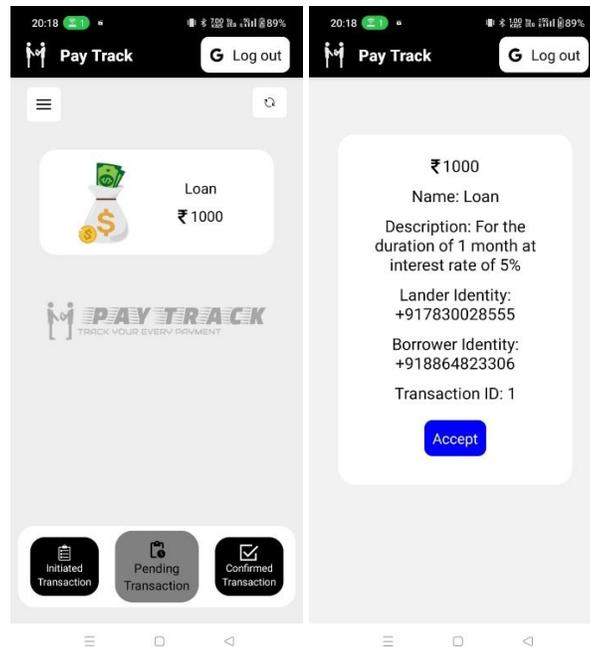 20:18
1
89%
Pay Track
G Log out
Loan
₹ 1000
PAY TRACK
TRACK YOUR EVERY PAYMENT
Initiated
Transaction
Pending
Transaction
Confirmed
Transaction
20:18
1
89%
Pay Track
G Log out
₹ 1000
Name: Loan
Description: For the
duration of 1 month at
interest rate of 5%
Lander Identity:
+917830028555
Borrower Identity:
+918864823306
Transaction ID: 1
Accept